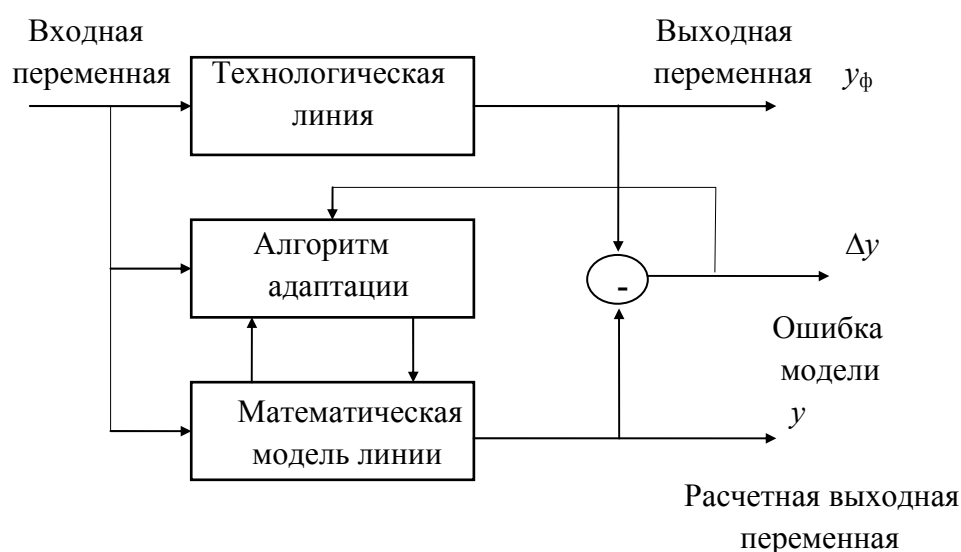 Входная
переменная
Технологическая
линия
Выходная
переменная
yф
Алгоритм
адаптации
-
Δy
Ошибка
модели
Математическая
модель линии
y
Расчетная выходная
переменная